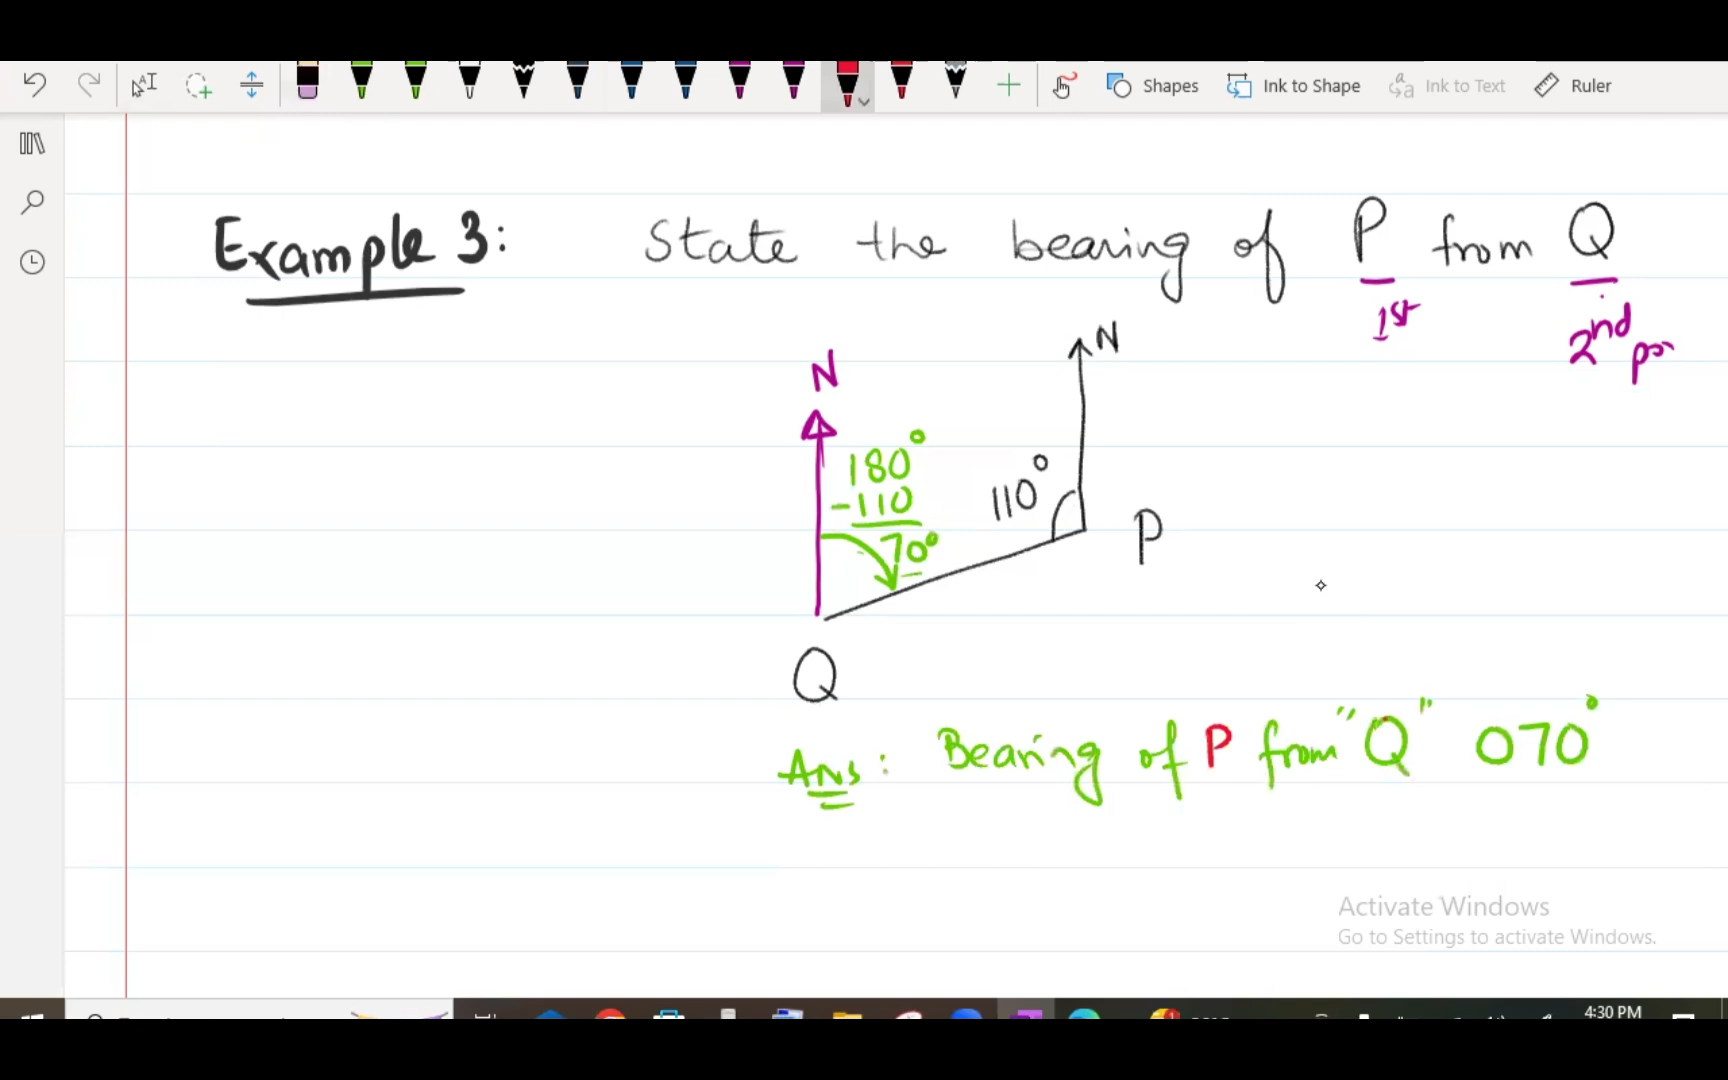 Shapes Ink to Shape Ink to Text Ruler
Example 3: State the bearing of P from Q
1st
2nd
N
N
180°
-110
70°
110°
P
Q
Ans: Bearing of P from "Q" 070°
Activate Windows
Go to Settings to activate Windows.
4:30 PM